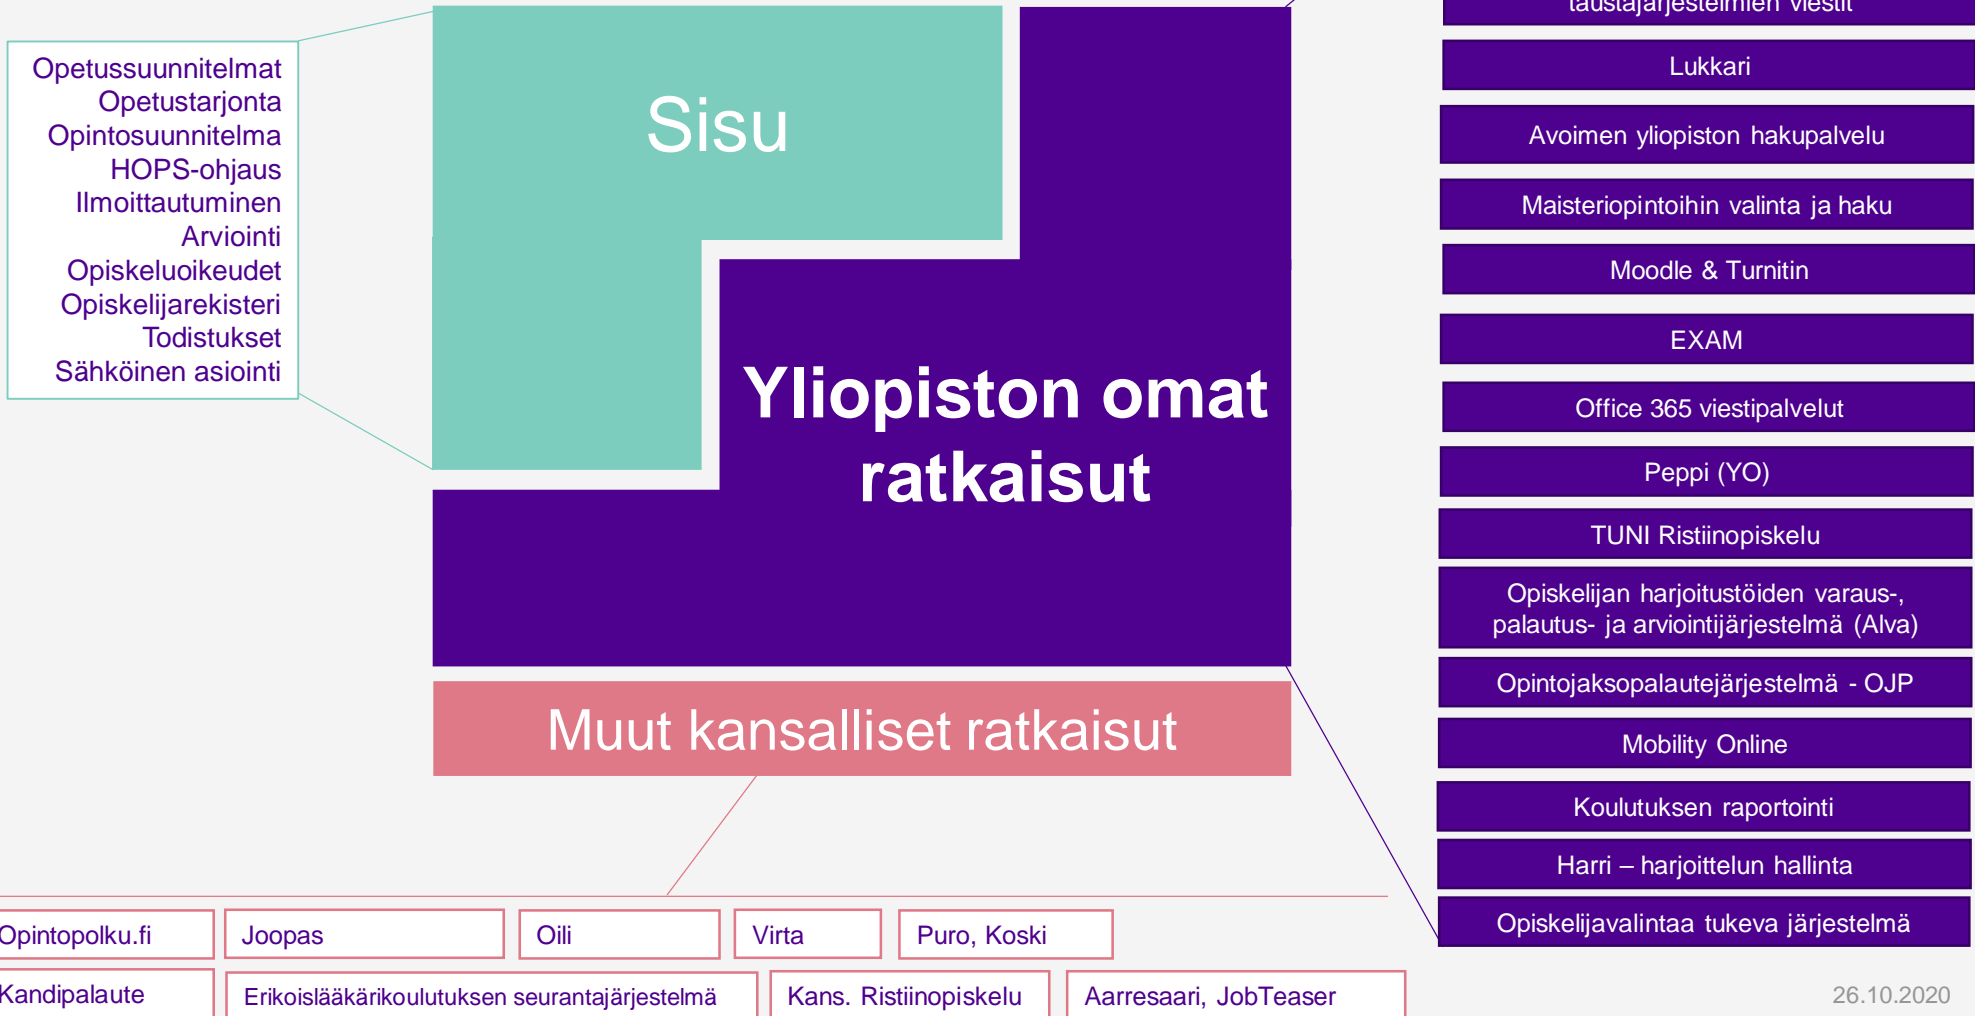 Opetussuunnitelmat
Opetustarjonta
Opintosuunnitelma
HOPS-ohjaus
Ilmoittautuminen
Arviointi
Opiskeluoikeudet
Opiskelijarekisteri
Todistukset
Sähköinen asiointi
Sisu
Yliopiston omat
ratkaisut
Muut kansalliset ratkaisut
taustajärjestelmien viestit
Lukkari
Avoimen yliopiston hakupalvelu
Maisteriopintoihin valinta ja haku
Moodle & Turnitin
EXAM
Office 365 viestipalvelut
Peppi (YO)
TUNI Ristiinopiskelu
Opiskelijan harjoitustöiden varaus-,
palautus- ja arviointijärjestelmä (Alva)
Opintojaksopalautejärjestelmä - OJP
Mobility Online
Koulutuksen raportointi
Harri – harjoittelun hallinta
Opiskelijavalintaa tukeva järjestelmä
Opintopolku.fi
Joopas
Oili
Virta
Puro, Koski
Kandipalaute
Erikoislääkärikoulutuksen seurantajärjestelmä
Kans. Ristiinopiskelu
Aarresaari, JobTeaser
26.10.2020